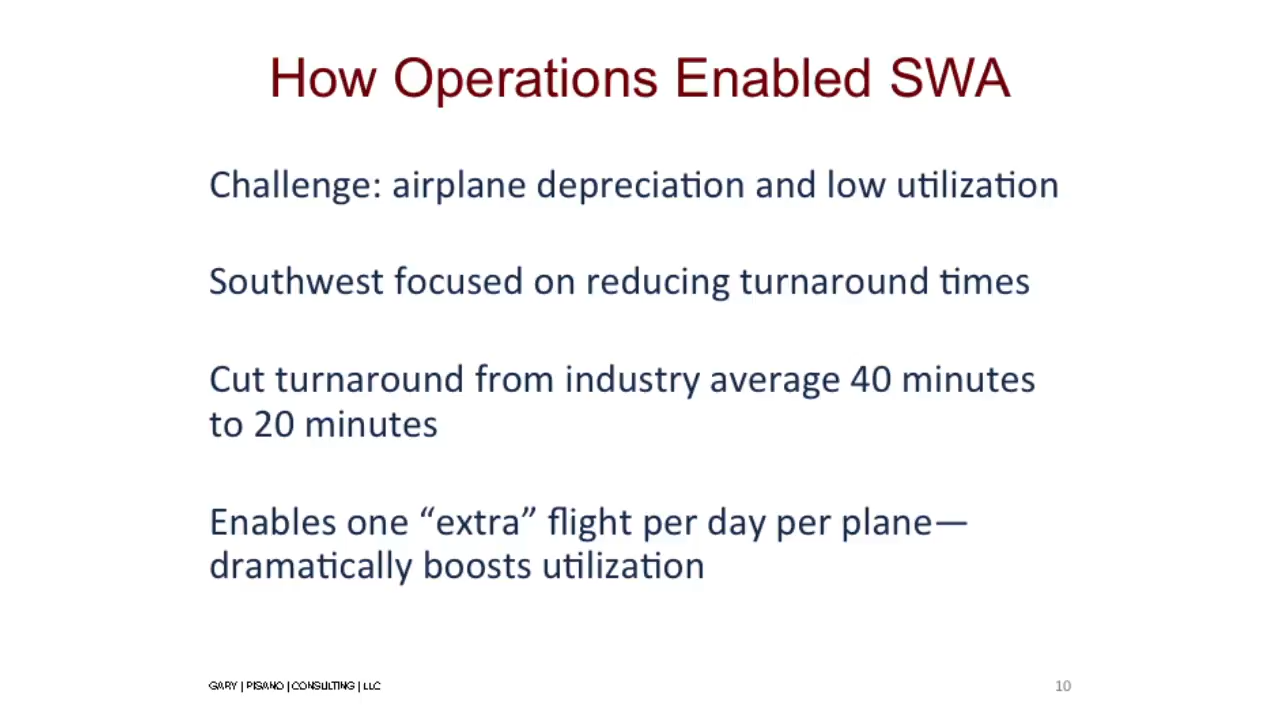 How Operations Enabled SWA
Challenge: airplane depreciation and low utilization
Southwest focused on reducing turnaround times
Cut turnaround from industry average 40 minutes
to 20 minutes
Enables one “extra” flight per day per plane—
dramatically boosts utilization
GARY | PISANO | CONSULTING | LLC
10